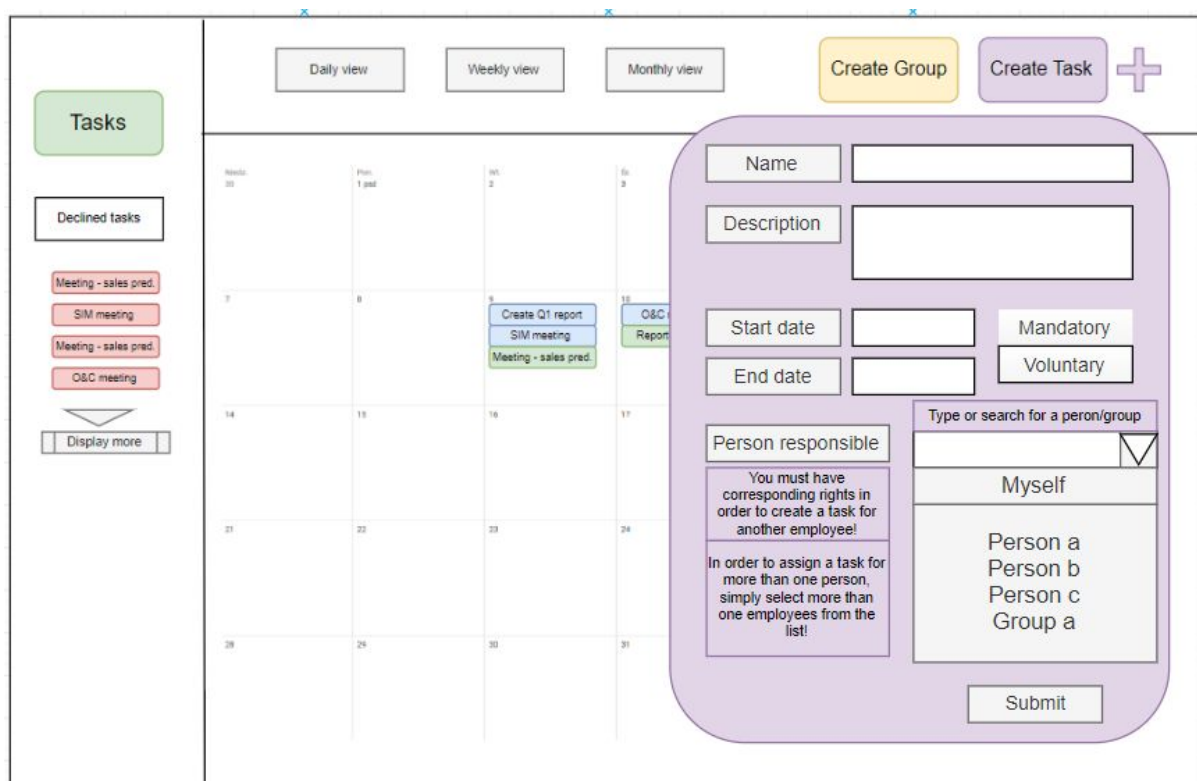 Daily view
Weekly view
Monthly view
Create Group
Create Task
Tasks
Declined tasks
Meeting - sales pred.
SIM meeting
Meeting - sales pred.
O&C meeting
Display more
1 paź
2
3
7
8
9
10
Create Q1 report
SIM meeting
Meeting - sales pred.
O&C
Report
14
15
16
17
21
22
23
24
28
29
30
31
Name
Description
Start date
End date
Mandatory
Voluntary
Type or search for a peron/group
Person responsible
You must have
corresponding rights in
order to create a task for
another employee!
In order to assign a task for
more than one person,
simply select more than
one employees from the
list!
Myself
Person a
Person b
Person c
Group a
Submit